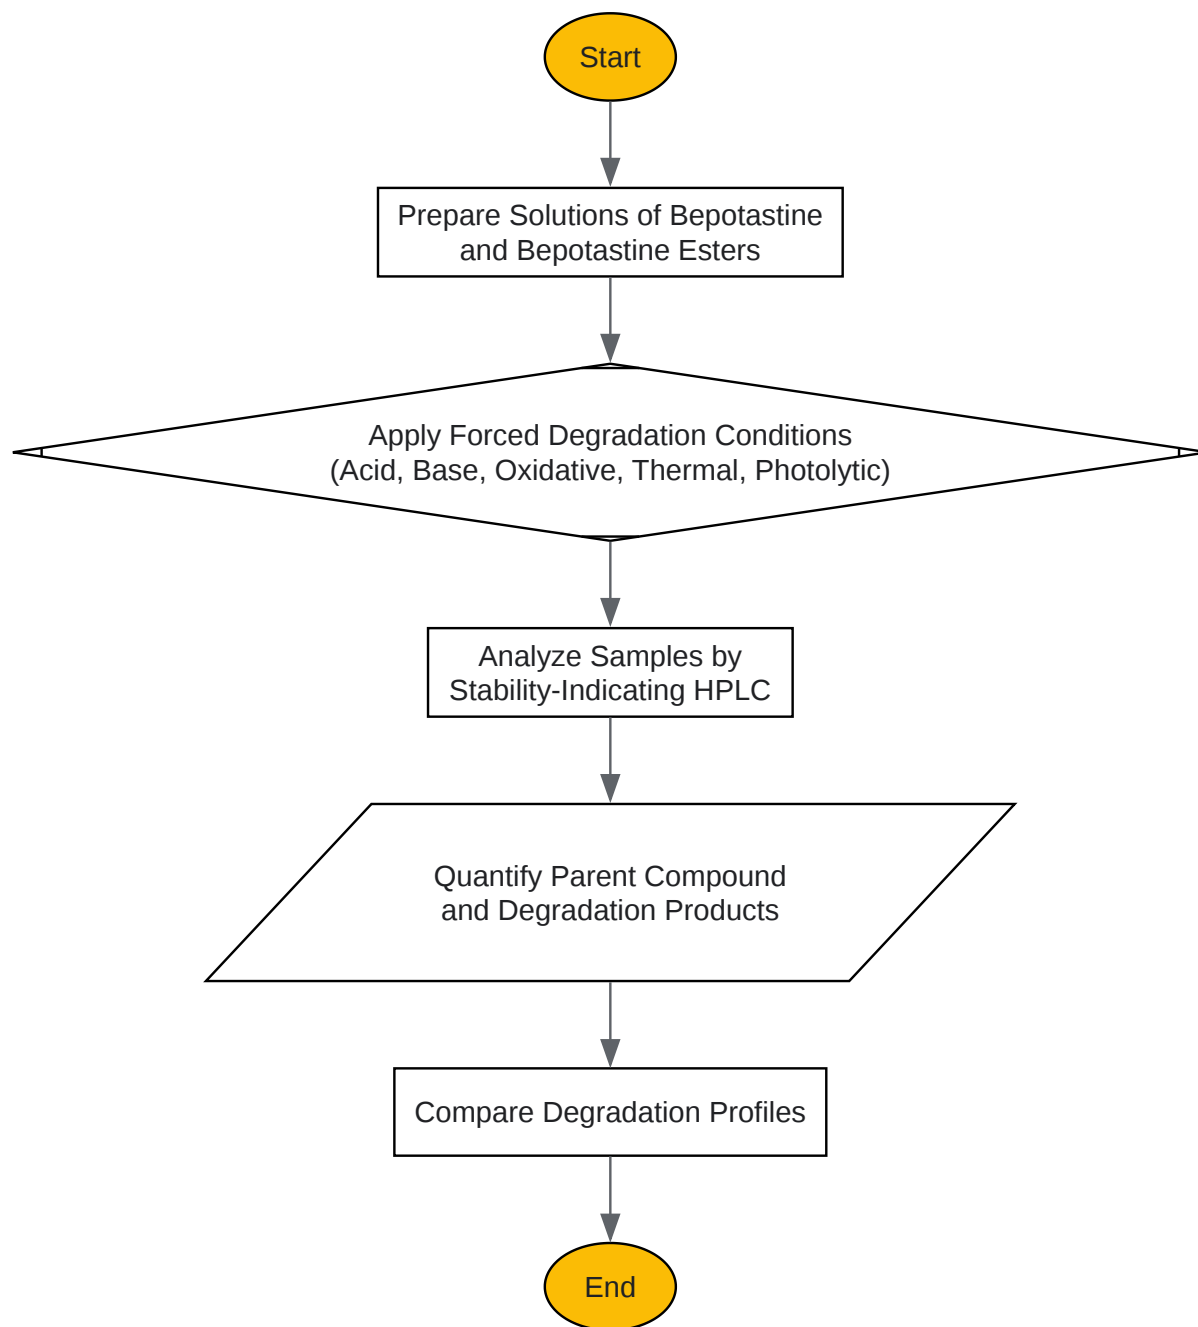 Start
Prepare Solutions of Bepotastine
and Bepotastine Esters
Apply Forced Degradation Conditions
(Acid, Base, Oxidative, Thermal, Photolytic)
Analyze Samples by
Stability-Indicating HPLC
Quantify Parent Compound
and Degradation Products
Compare Degradation Profiles
End